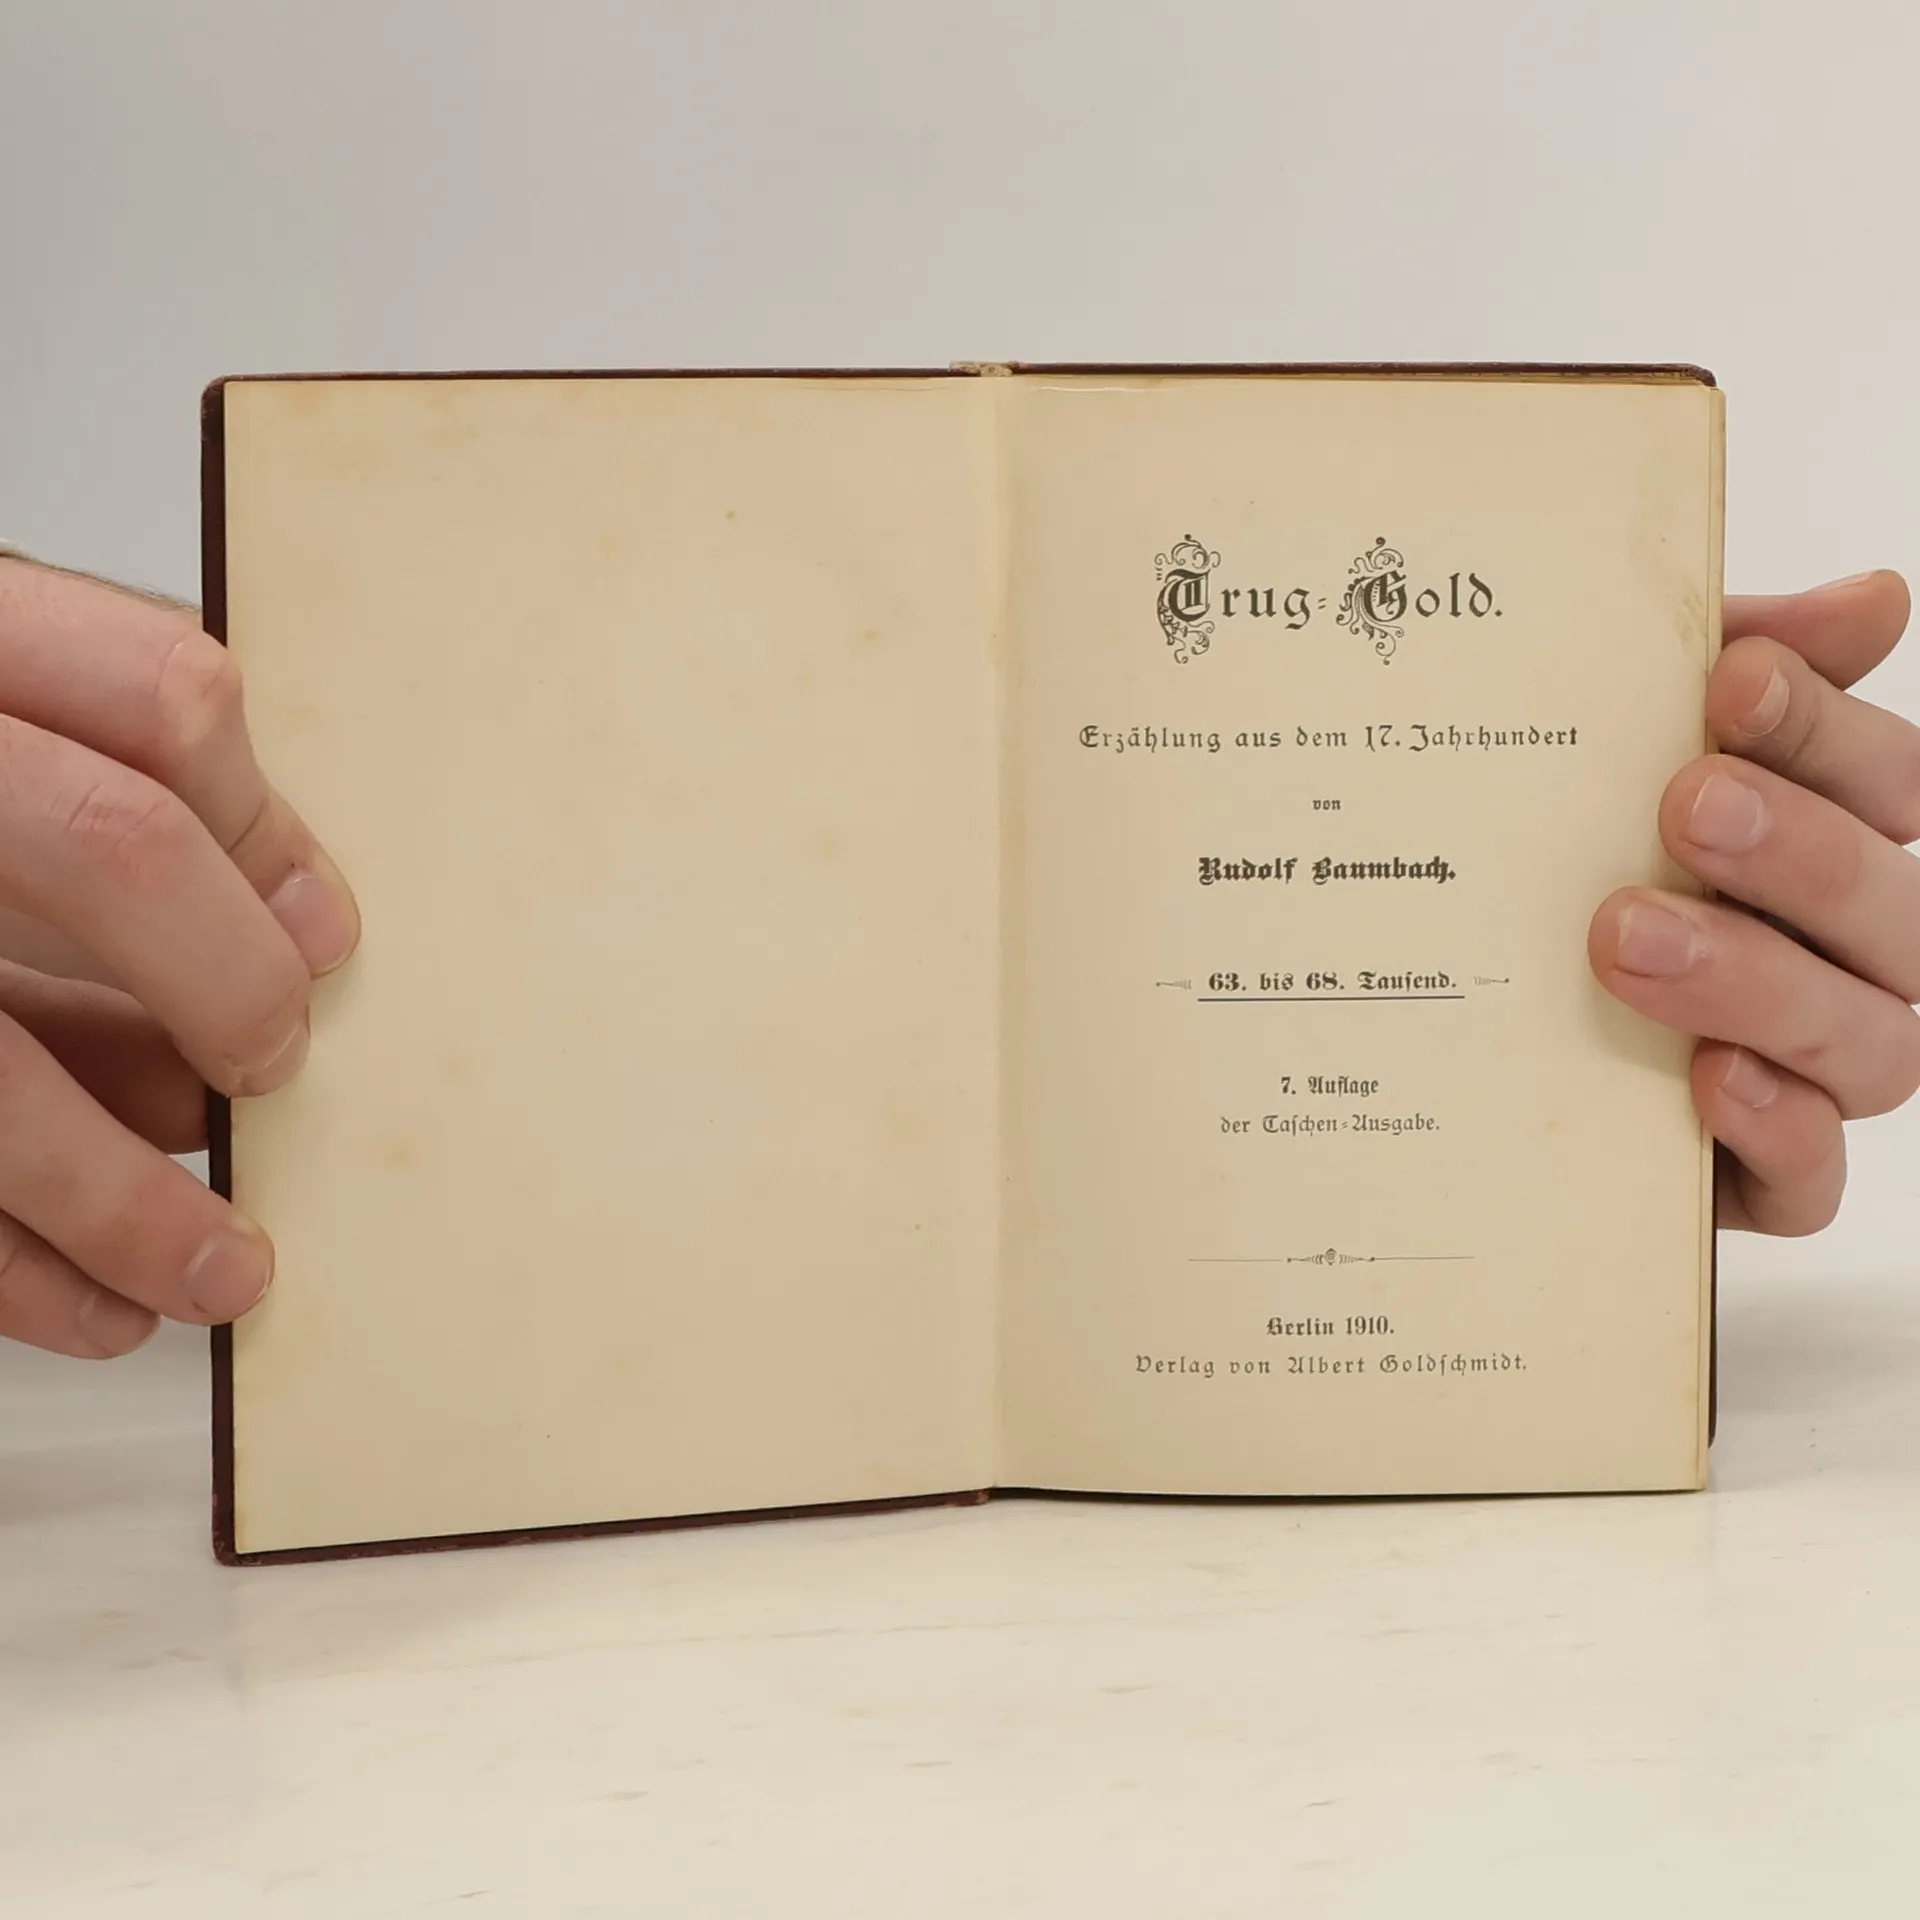 Trug-Gold.
Erzählung aus dem 17. Jahrhundert
von
Rudolf Baumbach.
63. bis 68. Tauſend.
7. Auflage
der Taſchen-Ausgabe.
Berlin 1910.
Verlag von Albert Goldſchmidt.